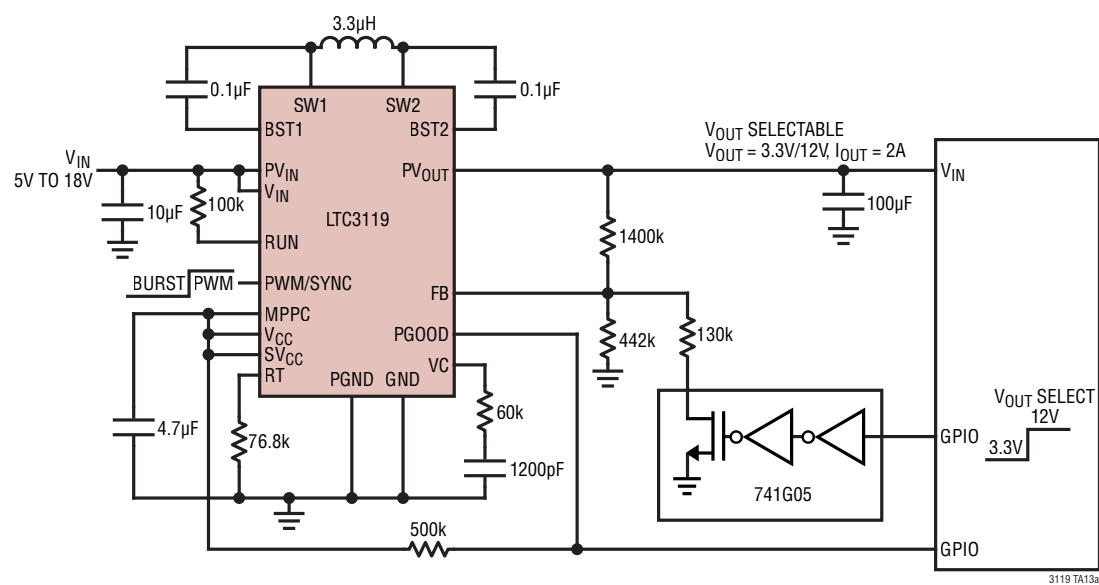 3.3µH
0.1µF
0.1µF
SW1
SW2
BST1
BST2
VIN
5V TO 18V
PVIN
VIN
PVOUT
VOUT SELECTABLE
VOUT = 3.3V/12V, IOUT = 2A
VIN
10µF
100k
LTC3119
100µF
RUN
1400k
BURST PWM
PWM/SYNC
FB
MPPC
VCC
SVCC
RT
PGOOD
442k
130k
VC
PGND
GND
VOUT SELECT
12V
3.3V
60k
4.7µF
76.8k
GPIO
1200pF
741G05
500k
GPIO
3119 TA13a